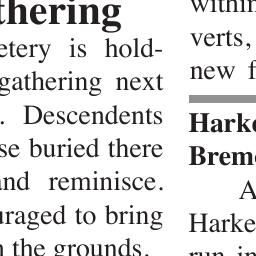 thering
etery is hold-
gathering next
. Descendents
se buried there
and reminisce.
uraged to bring
n the grounds.
within
verts,
new f
Harke
Breme
A
Harke
run in